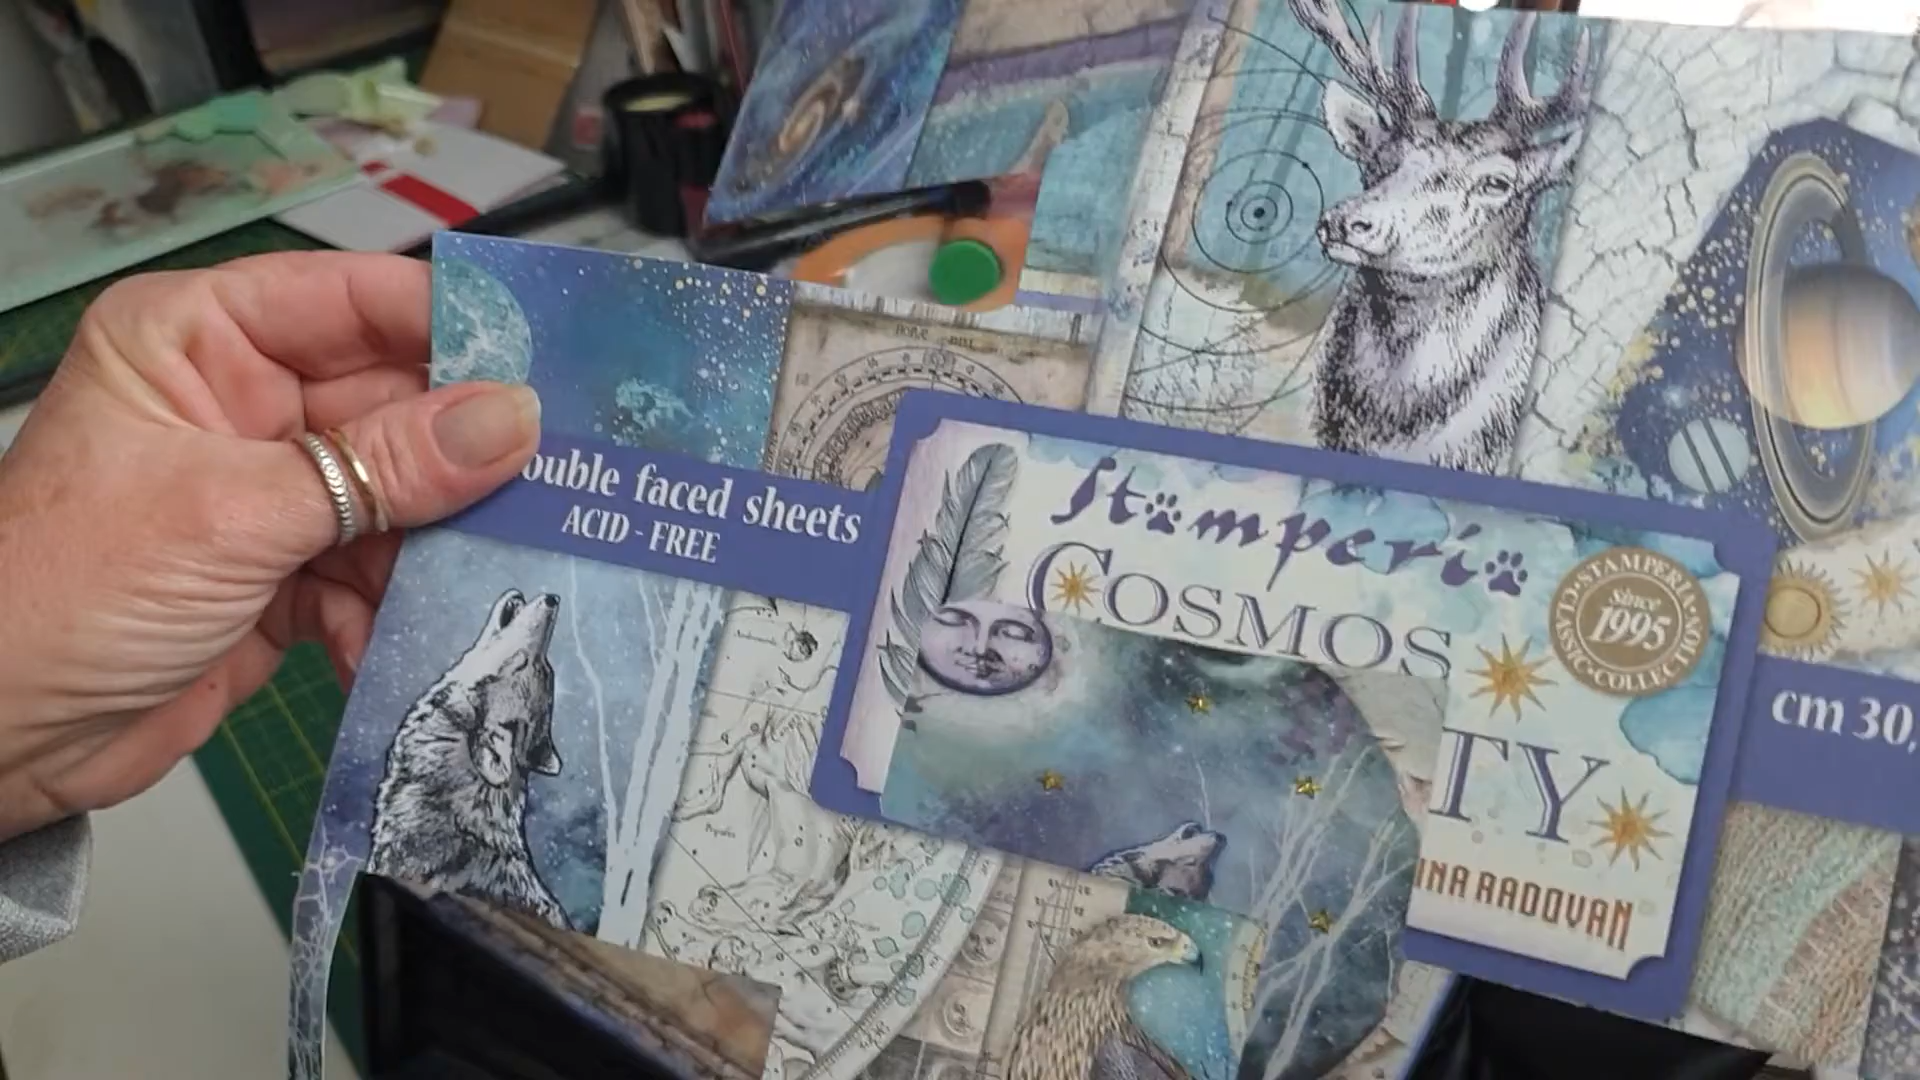 ouble faced sheets
ACID - FREE
Stamperia
COSMOS
TY
INA RADOVAN
•STAMPERIA•
Since
1995
CLASSIC•COLLECTION
cm 30,